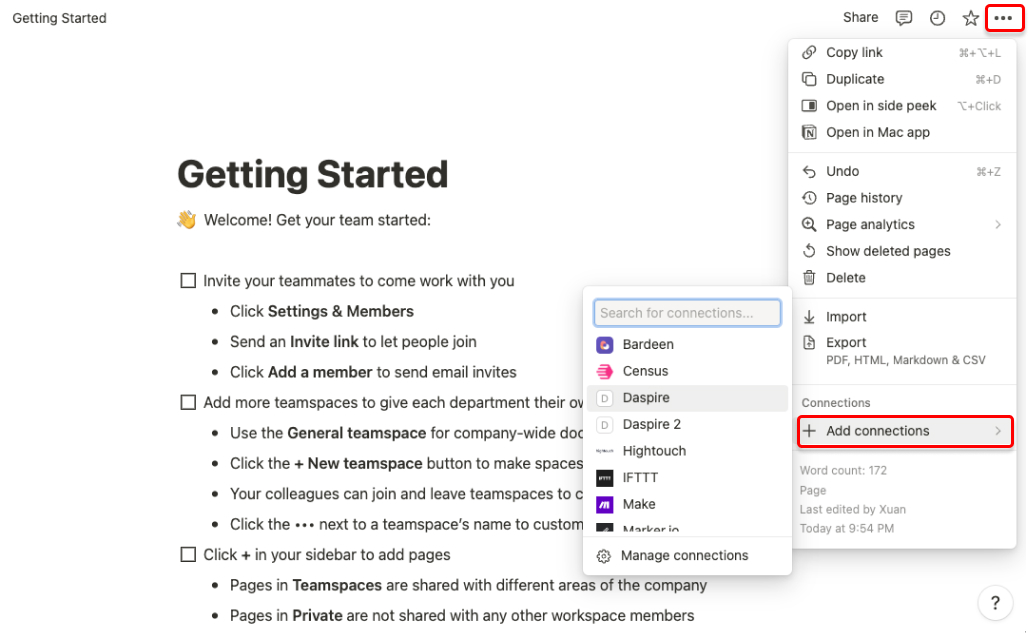 Getting Started
Share
Copy link ⌘+⌥+L
Duplicate ⌘+D
Open in side peek ⌥+Click
Open in Mac app
Undo ⌘+Z
Page history
Page analytics
Show deleted pages
Delete
Import
Export
PDF, HTML, Markdown & CSV
Connections
Add connections
Word count: 172
Page
Last edited by Xuan
Today at 9:54 PM
Getting Started
👋 Welcome! Get your team started:
Invite your teammates to come work with you
• Click Settings & Members
• Send an Invite link to let people join
• Click Add a member to send email invites
Add more teamspaces to give each department their ow
• Use the General teamspace for company-wide doc
• Click the + New teamspace button to make spaces
• Your colleagues can join and leave teamspaces to c
• Click the ••• next to a teamspace's name to custom
Click + in your sidebar to add pages
• Pages in Teamspaces are shared with different areas of the company
• Pages in Private are not shared with any other workspace members
Search for connections...
Bardeen
Census
D Daspire
D Daspire 2
Hightouch
IFTTT IFTTT
Make
Marker.io
Manage connections
?